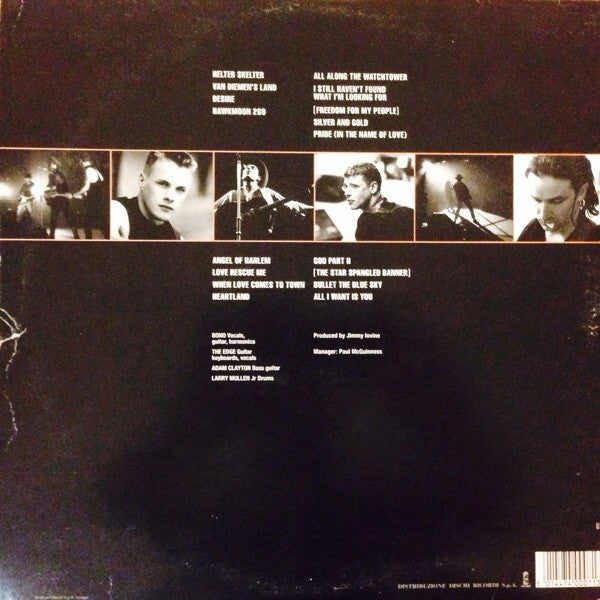 HELTER SKELTER
VAN DIEMEN'S LAND
DESIRE
HAWKMOON 269
ALL ALONG THE WATCHTOWER
I STILL HAVEN'T FOUND
WHAT I'M LOOKING FOR
[FREEDOM FOR MY PEOPLE]
SILVER AND GOLD
PRIDE (IN THE NAME OF LOVE)
ANGEL OF HARLEM
LOVE RESCUE ME
WHEN LOVE COMES TO TOWN
HEARTLAND
GOD PART II
[THE STAR SPANGLED BANNER]
BULLET THE BLUE SKY
ALL I WANT IS YOU
BONO Vocals,
guitar, harmonica
THE EDGE Guitar
keyboards, vocals
ADAM CLAYTON Bass guitar
LARRY MULLEN Jr Drums
Produced by Jimmy Iovine
Manager: Paul McGuinness
DISTRIBUZIONE DISCHI RICORDI S.p.A.